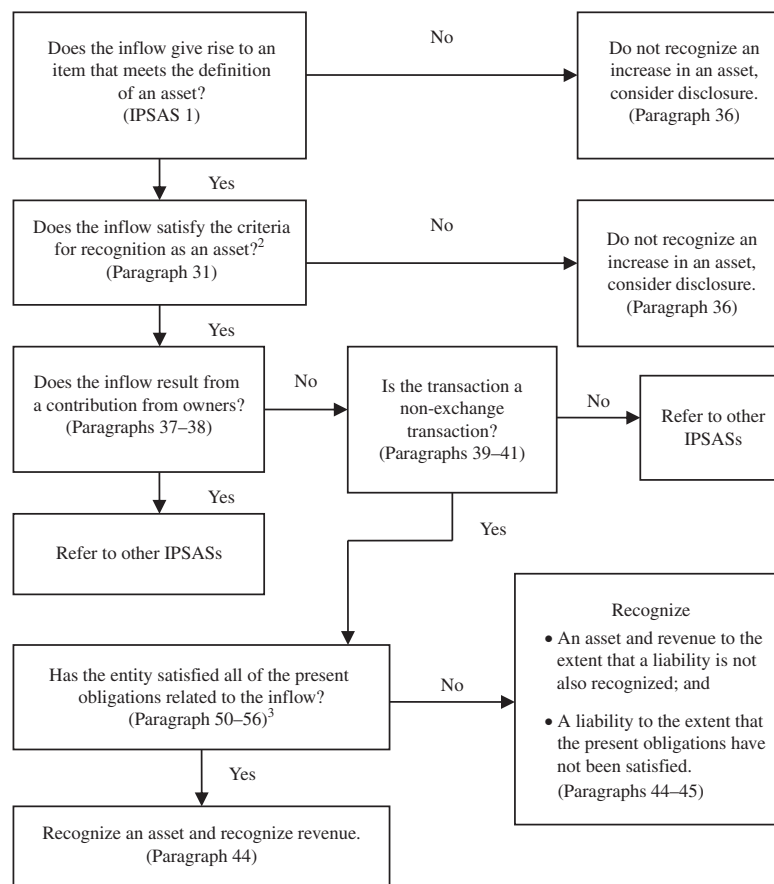 Does the inflow give rise to an
item that meets the definition
of an asset?
(IPSAS 1)
No
Do not recognize an
increase in an asset,
consider disclosure.
(Paragraph 36)
Yes
Does the inflow satisfy the criteria
for recognition as an asset?²
(Paragraph 31)
No
Do not recognize an
increase in an asset,
consider disclosure.
(Paragraph 36)
Yes
Does the inflow result from
a contribution from owners?
(Paragraphs 37–38)
No
Is the transaction a
non-exchange
transaction?
(Paragraphs 39–41)
No
Refer to other
IPSASs
Yes
Refer to other IPSASs
Yes
Has the entity satisfied all of the present
obligations related to the inflow?
(Paragraph 50–56)³
No
Recognize
• An asset and revenue to the
extent that a liability is not
also recognized; and
• A liability to the extent that
the present obligations have
not been satisfied.
(Paragraphs 44–45)
Yes
Recognize an asset and recognize revenue.
(Paragraph 44)